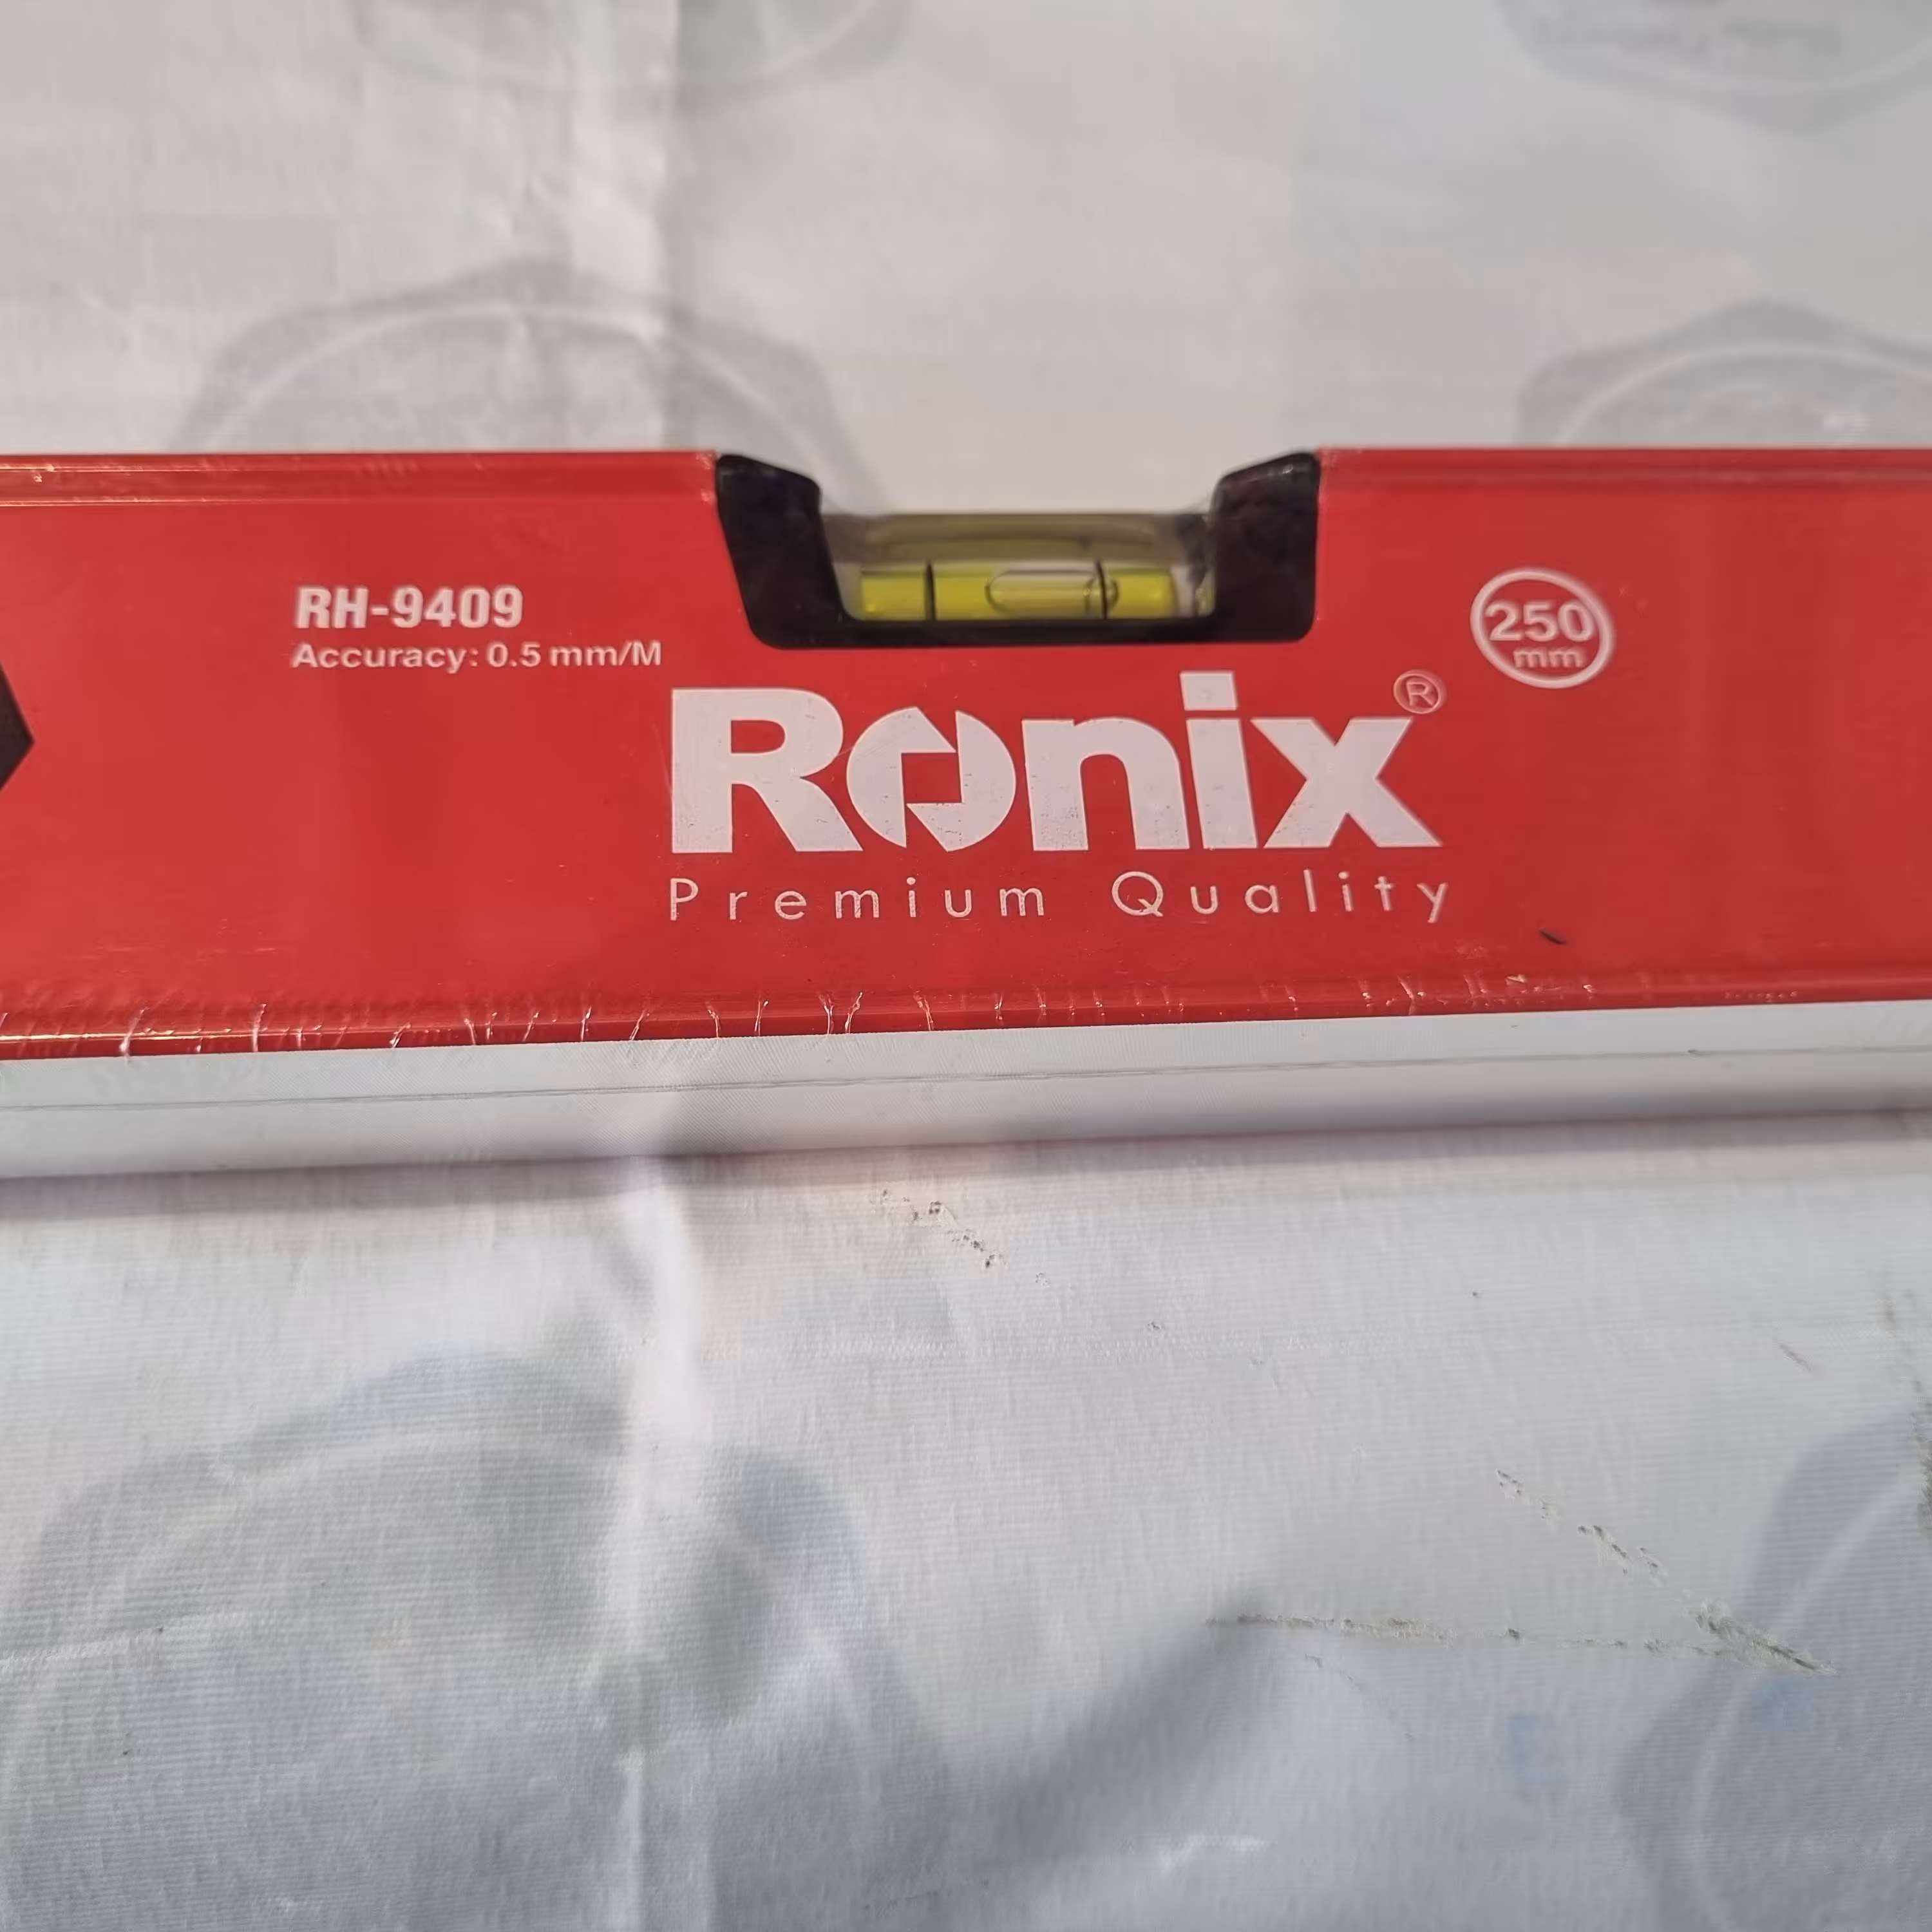 RH-9409
Accuracy: 0.5 mm/M
250
mm
Ronix®
Premium Quality